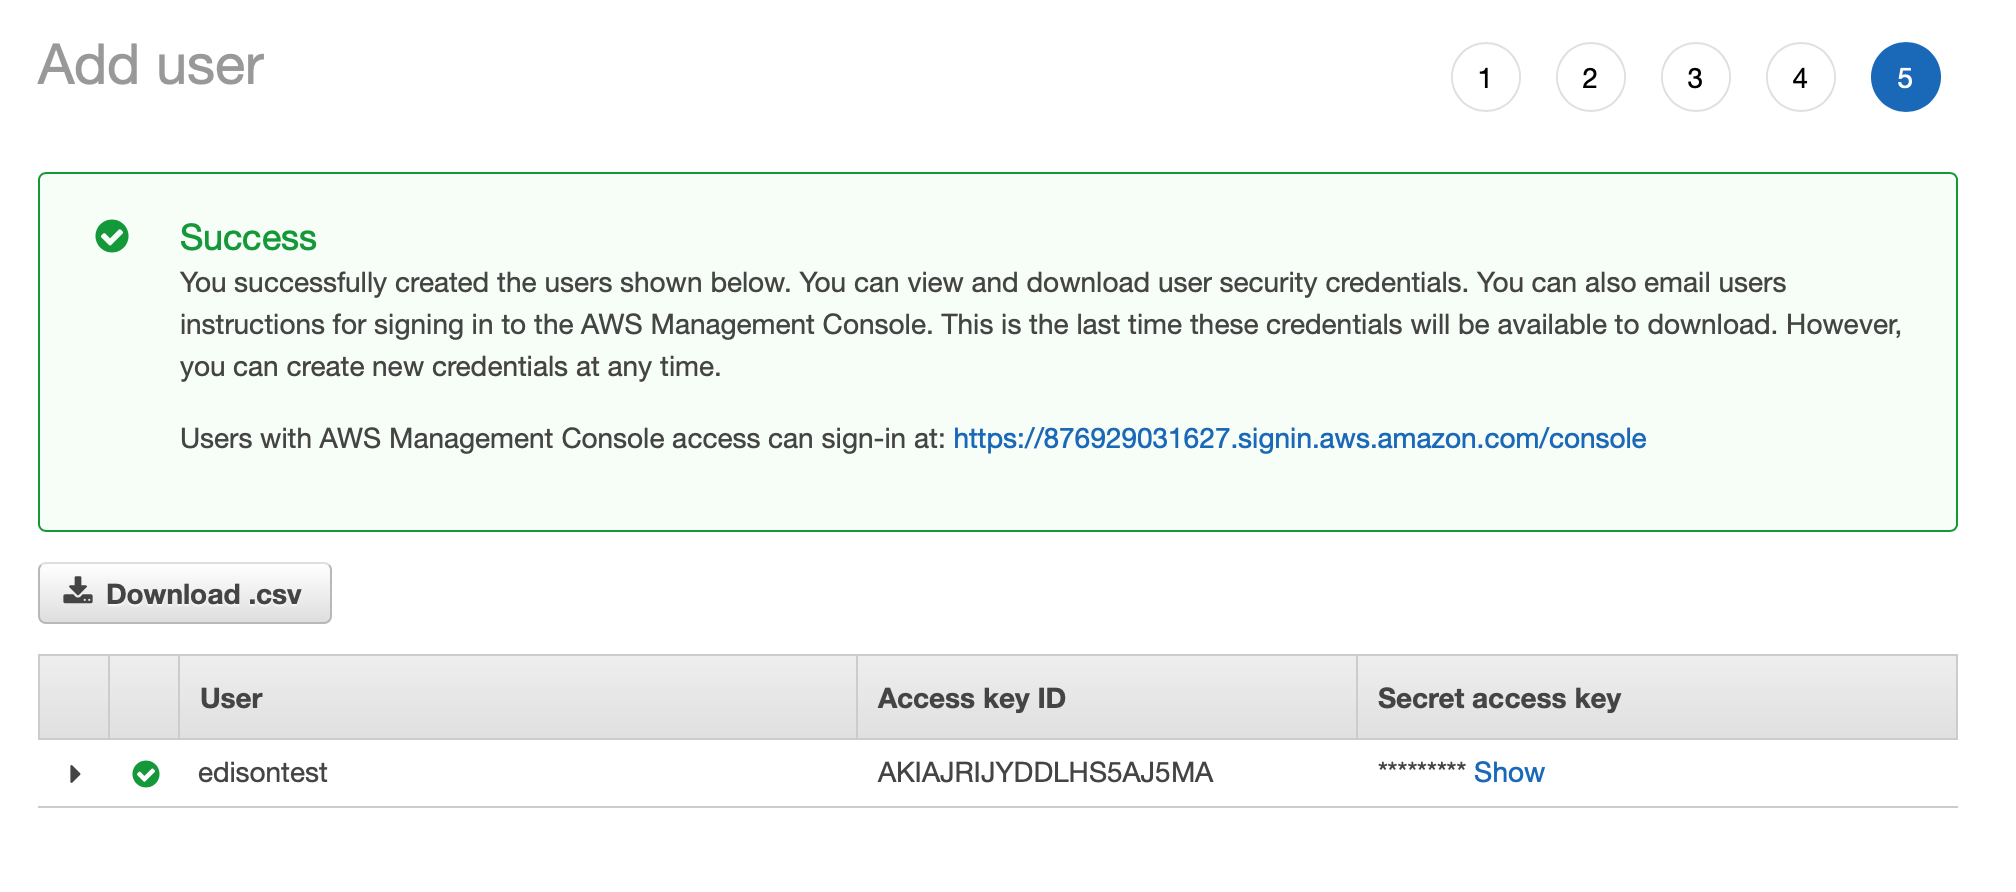 Add user
1 2 3 4 5
Success
You successfully created the users shown below. You can view and download user security credentials. You can also email users
instructions for signing in to the AWS Management Console. This is the last time these credentials will be available to download. However,
you can create new credentials at any time.
Users with AWS Management Console access can sign-in at: https://876929031627.signin.aws.amazon.com/console
Download .csv
User Access key ID Secret access key
edisontest AKIAJRIJYDDLHS5AJ5MA ********* Show